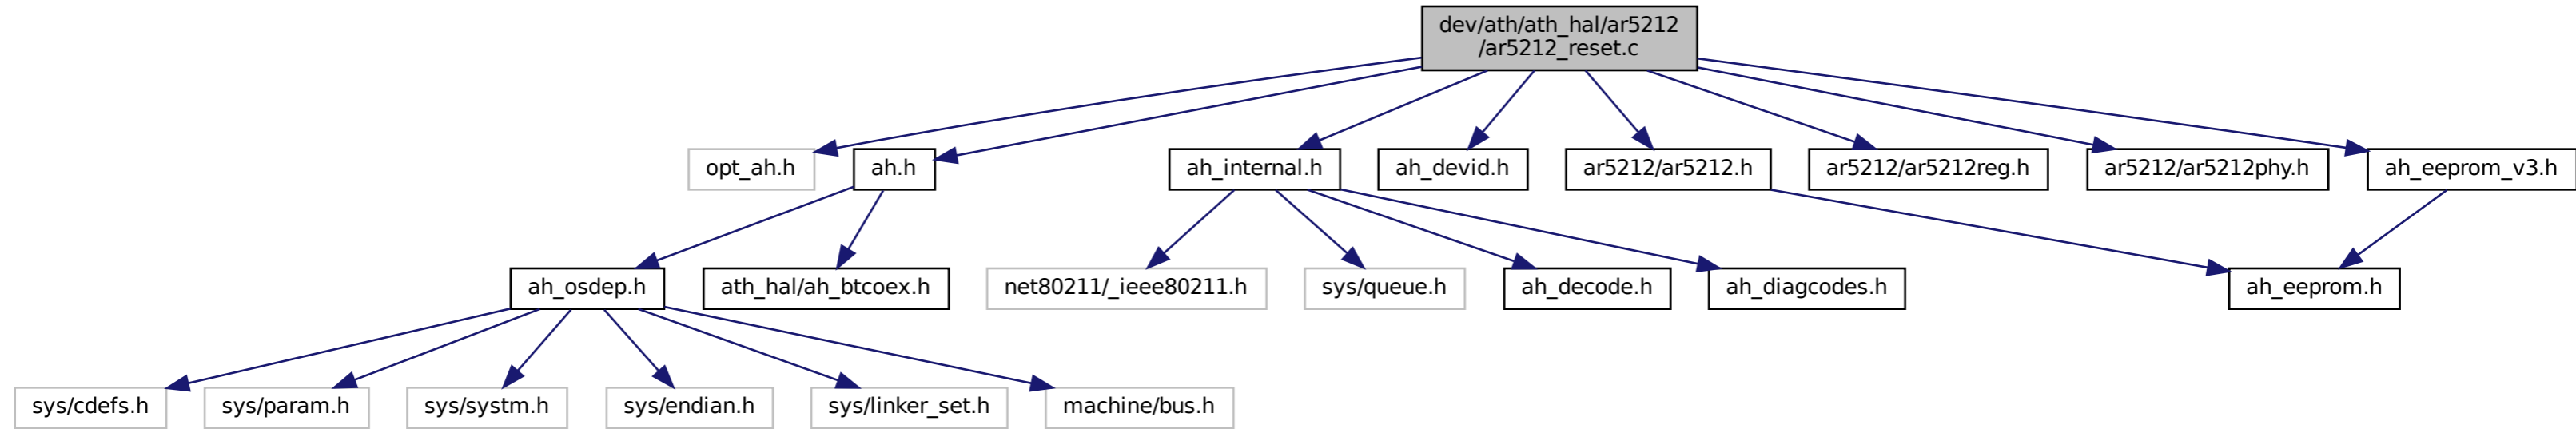 dev/ath/ath_hal/ar5212
/ar5212_reset.c
opt_ah.h
ah.h
ah_internal.h
ah_devid.h
ar5212/ar5212.h
ar5212/ar5212reg.h
ar5212/ar5212phy.h
ah_eeprom_v3.h
ah_osdep.h
ath_hal/ah_btcoex.h
net80211/_ieee80211.h
sys/queue.h
ah_decode.h
ah_diagcodes.h
ah_eeprom.h
sys/cdefs.h
sys/param.h
sys/systm.h
sys/endian.h
sys/linker_set.h
machine/bus.h